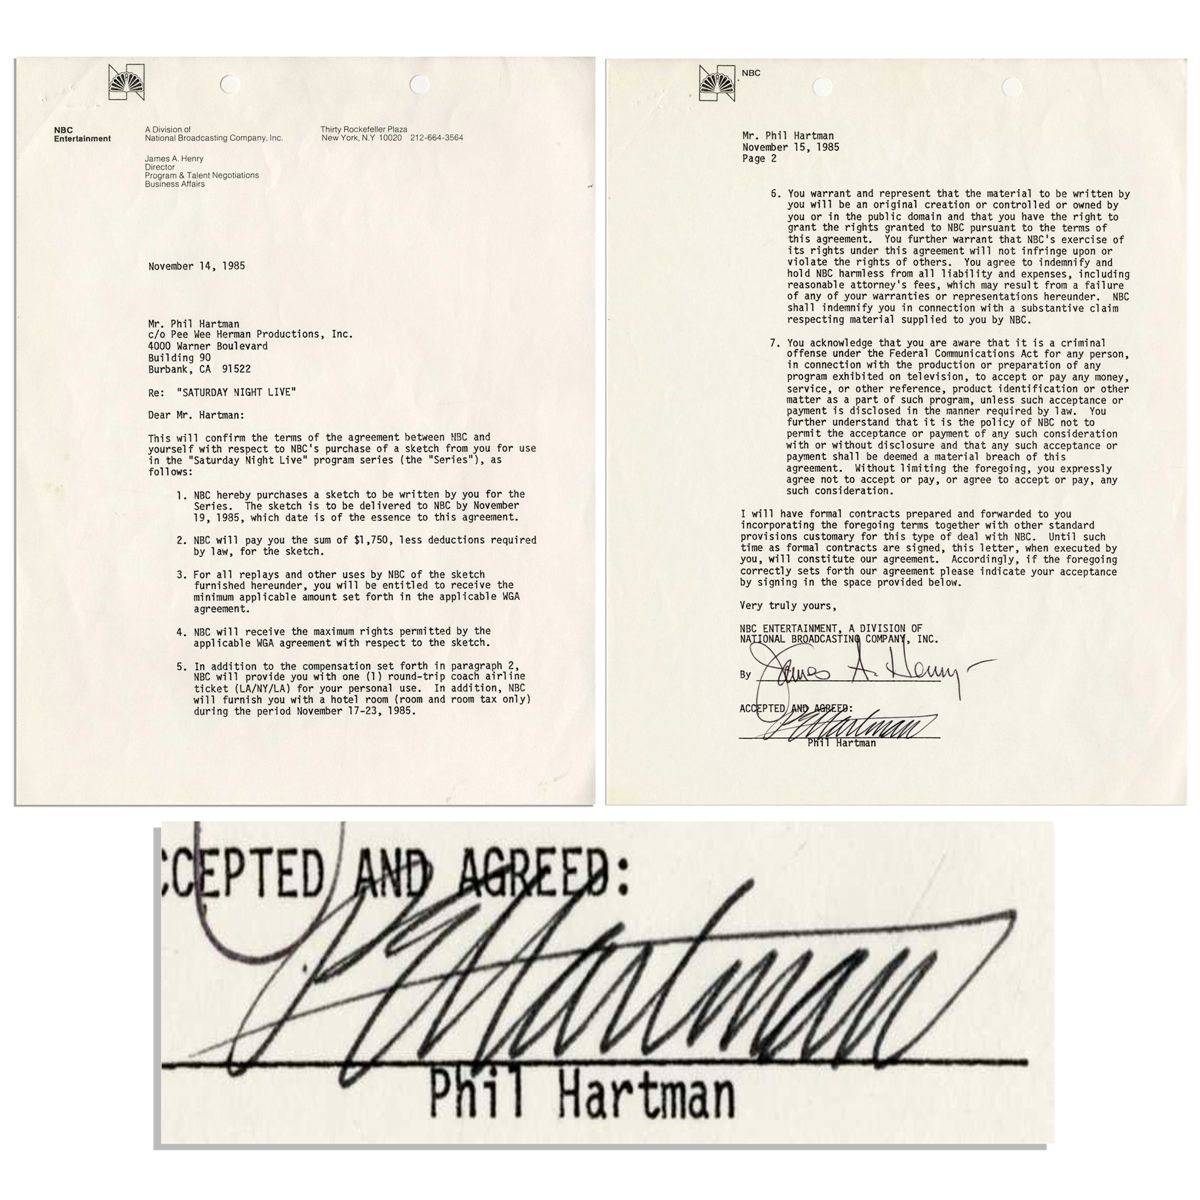 NBC
Entertainment
A Division of
National Broadcasting Company, Inc.
Thirty Rockefeller Plaza
New York, N.Y 10020 212-664-3564
James A. Henry
Director
Program & Talent Negotiations
Business Affairs
November 14, 1985
Mr. Phil Hartman
c/o Pee Wee Herman Productions, Inc.
4000 Warner Boulevard
Building 90
Burbank, CA 91522
Re: "SATURDAY NIGHT LIVE"
Dear Mr. Hartman:
This will confirm the terms of the agreement between NBC and
yourself with respect to NBC's purchase of a sketch from you for use
in the "Saturday Night Live" program series (the "Series"), as
follows:
1. NBC hereby purchases a sketch to be written by you for the
Series. The sketch is to be delivered to NBC by November
19, 1985, which date is of the essence to this agreement.
2. NBC will pay you the sum of $1,750, less deductions required
by law, for the sketch.
3. For all replays and other uses by NBC of the sketch
furnished hereunder, you will be entitled to receive the
minimum applicable amount set forth in the applicable WGA
agreement.
4. NBC will receive the maximum rights permitted by the
applicable WGA agreement with respect to the sketch.
5. In addition to the compensation set forth in paragraph 2,
NBC will provide you with one (1) round-trip coach airline
ticket (LA/NY/LA) for your personal use. In addition, NBC
will furnish you with a hotel room (room and room tax only)
during the period November 17-23, 1985.
NBC
Mr. Phil Hartman
November 15, 1985
Page 2
6. You warrant and represent that the material to be written by
you will be an original creation or controlled or owned by
you or in the public domain and that you have the right to
grant the rights granted to NBC pursuant to the terms of
this agreement. You further warrant that NBC's exercise of
its rights under this agreement will not infringe upon or
violate the rights of others. You agree to indemnify and
hold NBC harmless from all liability and expenses, including
reasonable attorney's fees, which may result from a failure
of any of your warranties or representations hereunder. NBC
shall indemnify you in connection with a substantive claim
respecting material supplied to you by NBC.
7. You acknowledge that you are aware that it is a criminal
offense under the Federal Communications Act for any person,
in connection with the production or preparation of any
program exhibited on television, to accept or pay any money,
service, or other reference, product identification or other
matter as a part of such program, unless such acceptance or
payment is disclosed in the manner required by law. You
further understand that it is the policy of NBC not to
permit the acceptance or payment of any such consideration
with or without disclosure and that any such acceptance or
payment shall be deemed a material breach of this
agreement. Without limiting the foregoing, you expressly
agree not to accept or pay, or agree to accept or pay, any
such consideration.
I will have formal contracts prepared and forwarded to you
incorporating the foregoing terms together with other standard
provisions customary for this type of deal with NBC. Until such
time as formal contracts are signed, this letter, when executed by
you, will constitute our agreement. Accordingly, if the foregoing
correctly sets forth our agreement please indicate your acceptance
by signing in the space provided below.
Very truly yours,
NBC ENTERTAINMENT, A DIVISION OF
NATIONAL BROADCASTING COMPANY, INC.
By James A. Henry
ACCEPTED AND AGREED:
P Hartman
Phil Hartman
CCEPTED AND AGREED:
P Hartman
Phil Hartman